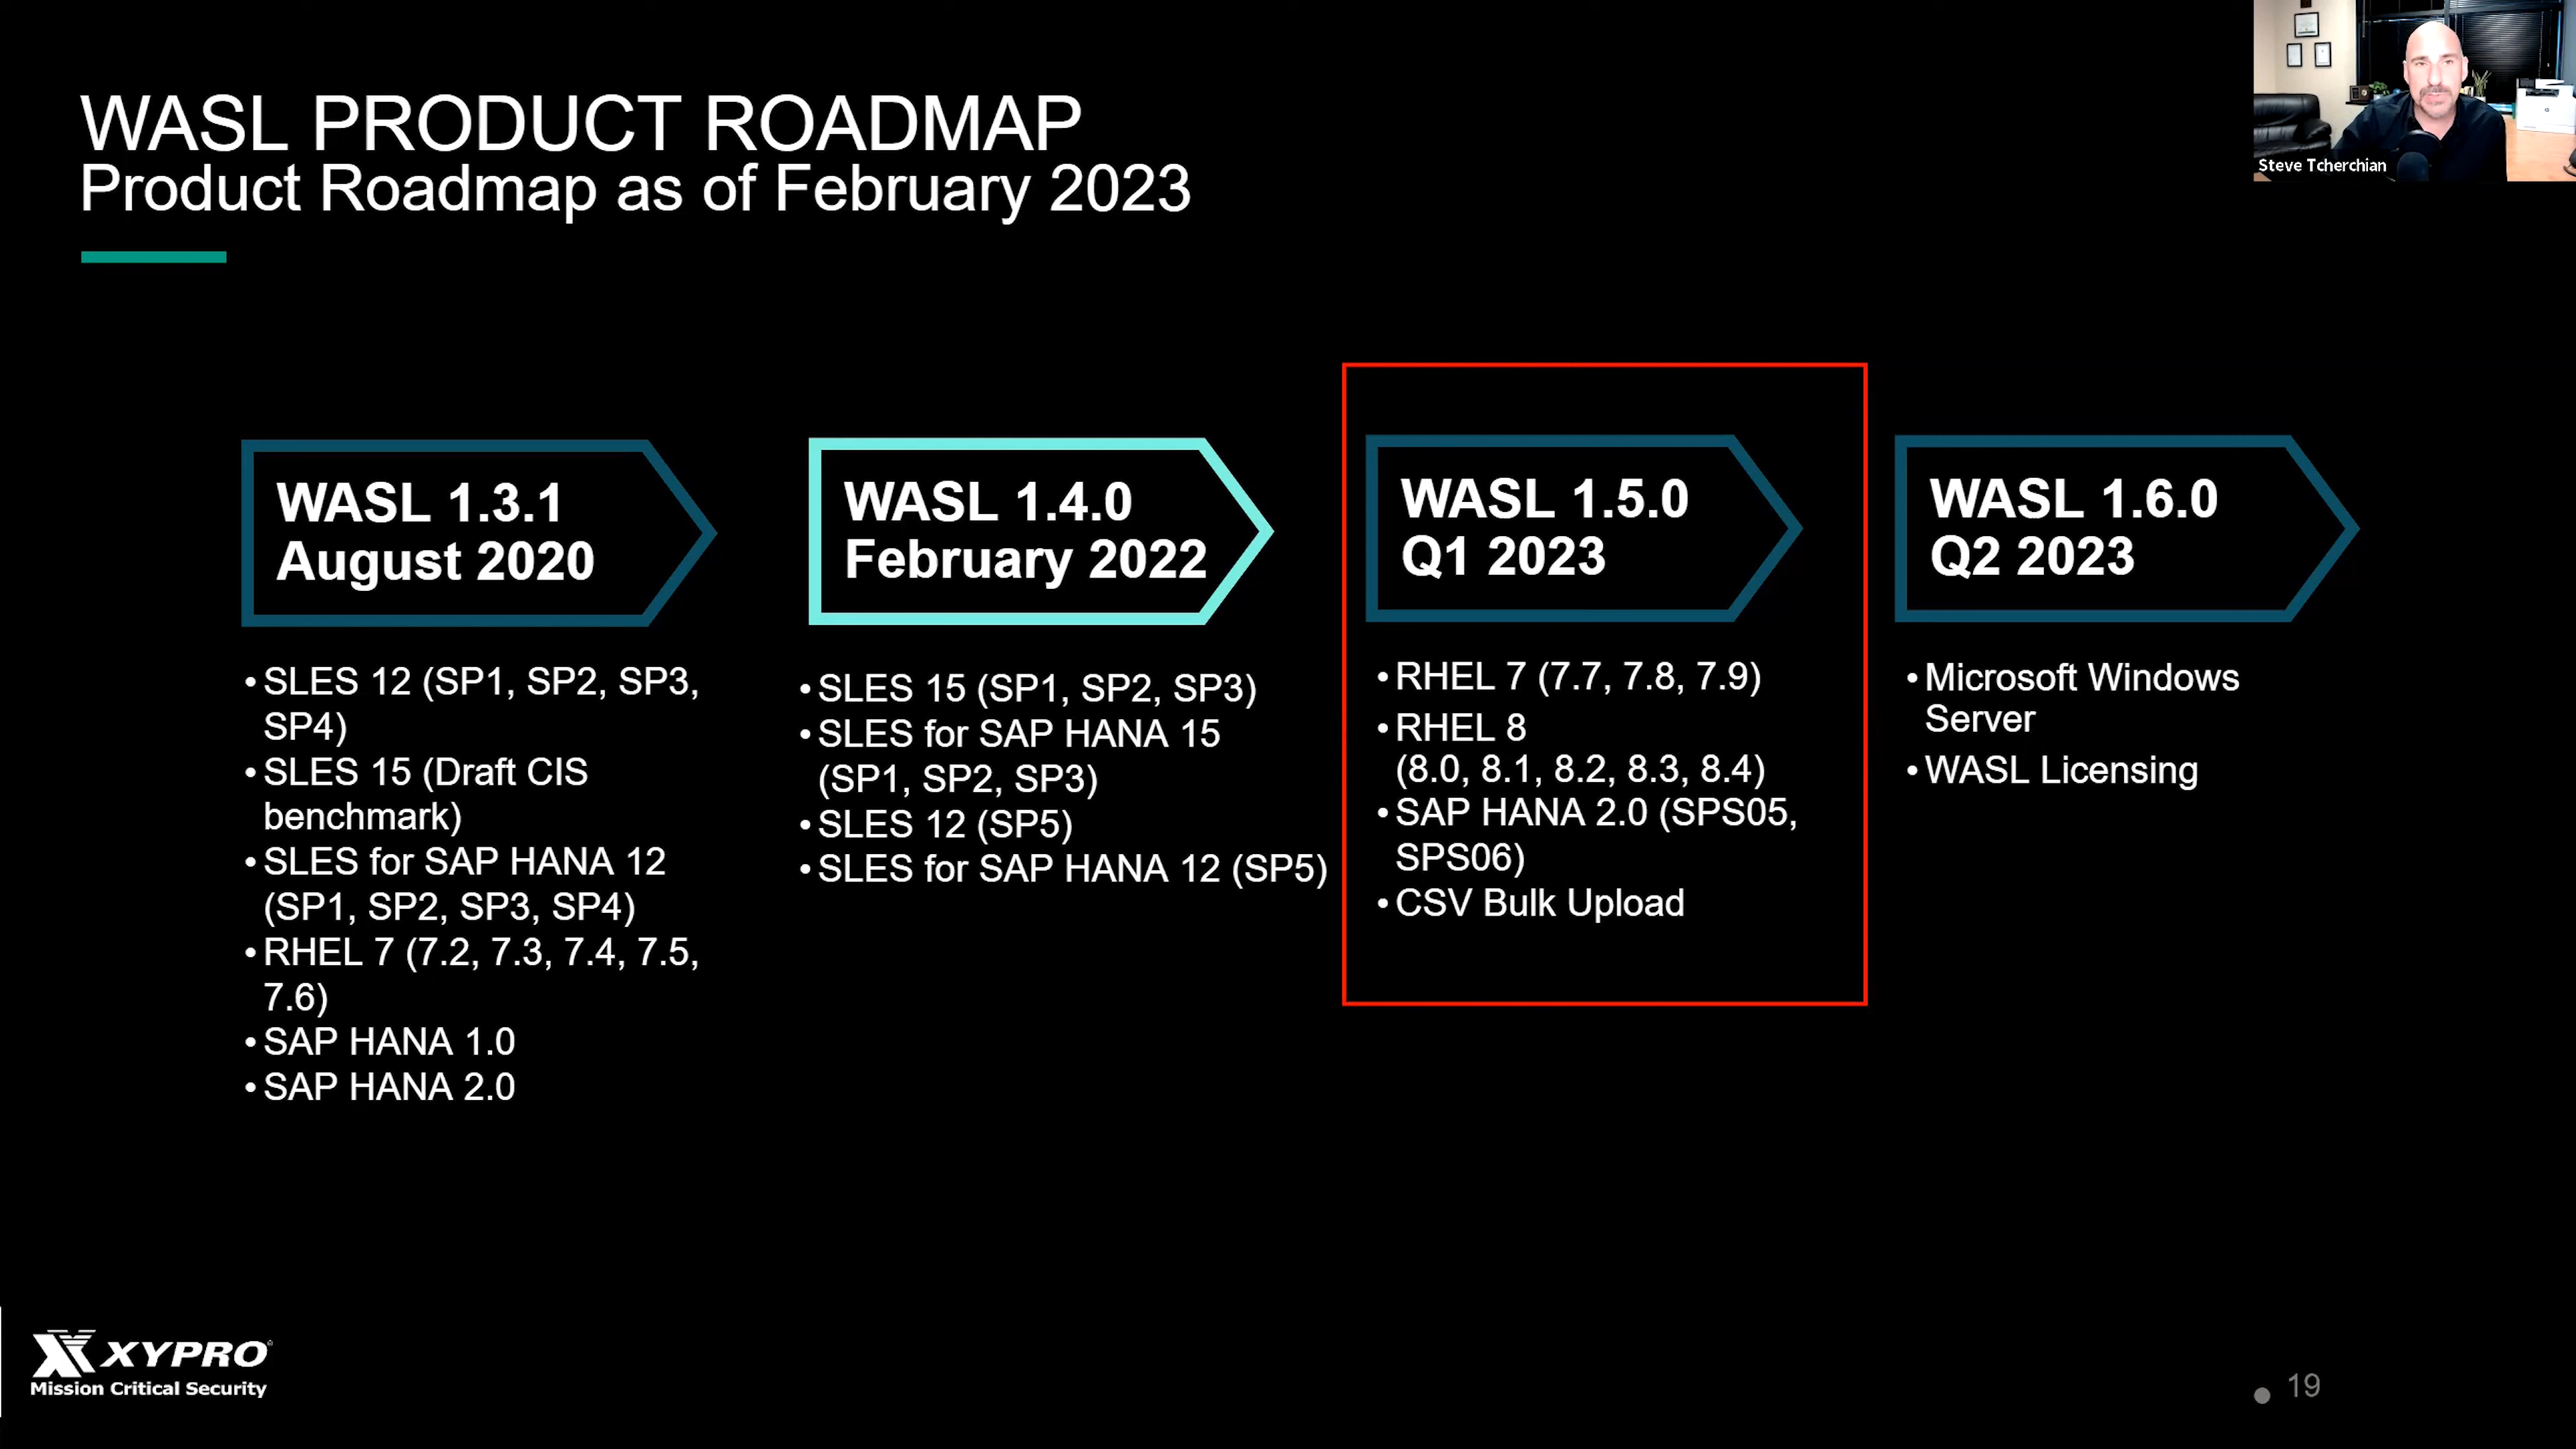 WASL PRODUCT ROADMAP
Product Roadmap as of February 2023
Steve Tcherchian
WASL 1.3.1
August 2020
• SLES 12 (SP1, SP2, SP3,
SP4)
• SLES 15 (Draft CIS
benchmark)
• SLES for SAP HANA 12
(SP1, SP2, SP3, SP4)
• RHEL 7 (7.2, 7.3, 7.4, 7.5,
7.6)
• SAP HANA 1.0
• SAP HANA 2.0
WASL 1.4.0
February 2022
• SLES 15 (SP1, SP2, SP3)
• SLES for SAP HANA 15
(SP1, SP2, SP3)
• SLES 12 (SP5)
• SLES for SAP HANA 12 (SP5)
WASL 1.5.0
Q1 2023
• RHEL 7 (7.7, 7.8, 7.9)
• RHEL 8
(8.0, 8.1, 8.2, 8.3, 8.4)
• SAP HANA 2.0 (SPS05,
SPS06)
• CSV Bulk Upload
WASL 1.6.0
Q2 2023
• Microsoft Windows
Server
• WASL Licensing
XYPRO
Mission Critical Security
19